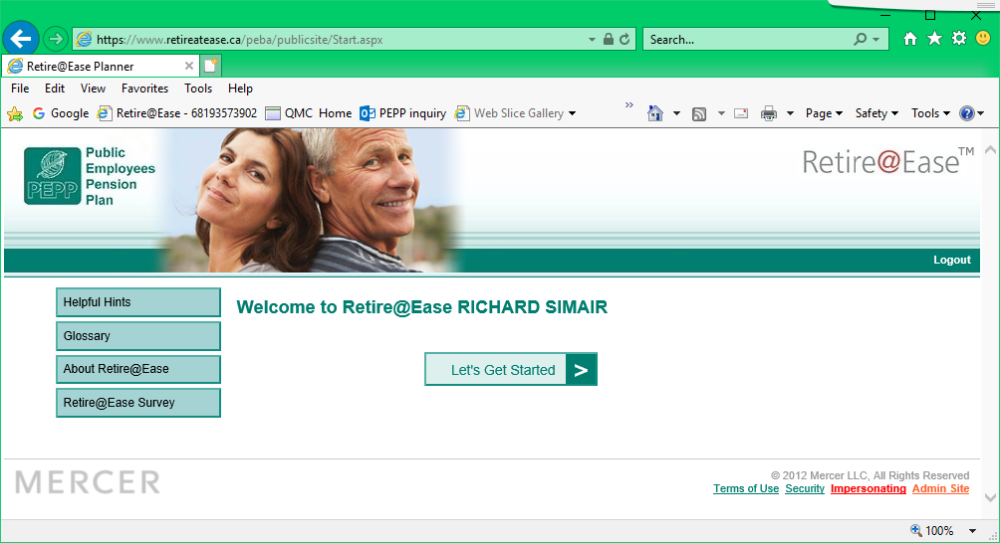 https://www.retireatease.ca/peba/publicsite/Start.aspx
Search...
Retire@Ease Planner
File Edit View Favorites Tools Help
Google Retire@Ease - 68193573902 QMC Home PEPP inquiry Web Slice Gallery » Page Safety Tools
PEPP
Public
Employees
Pension
Plan
Retire@Ease™
Logout
Helpful Hints
Glossary
About Retire@Ease
Retire@Ease Survey
Welcome to Retire@Ease RICHARD SIMAIR
Let's Get Started >
MERCER
© 2012 Mercer LLC, All Rights Reserved
Terms of Use Security Impersonating Admin Site
100%